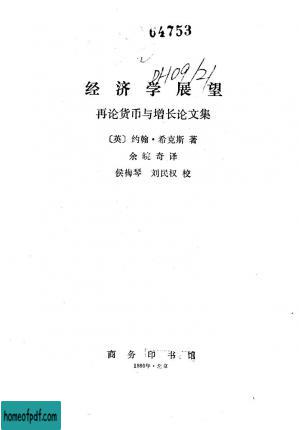 64753
经济学展望
再论货币与增长论文集
〔英〕约翰·希克斯 著
余皖奇 译
侯梅琴 刘民权 校
商务印书馆
1986年·北京
homeofpdf.com